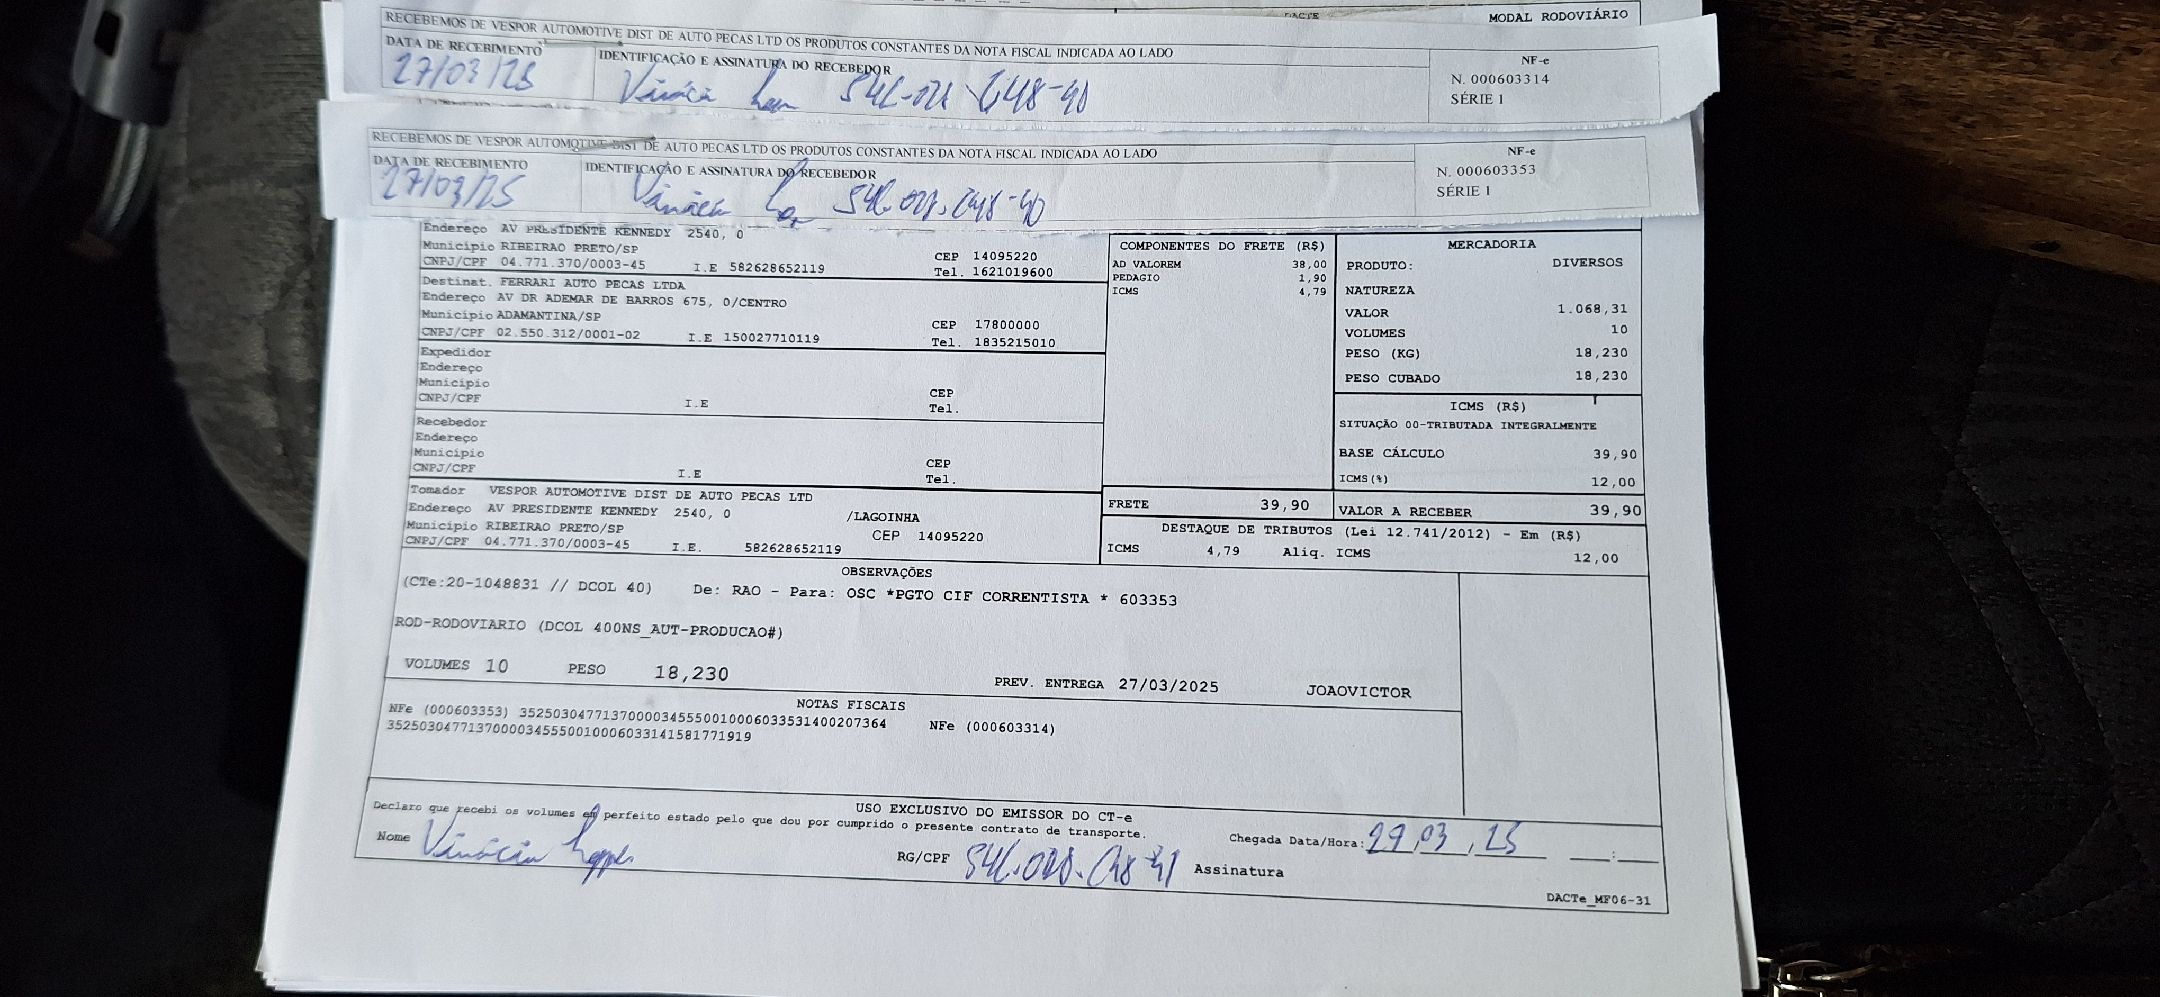 DACTE
MODAL RODOVIÁRIO
RECEBEMOS DE VESPOR AUTOMOTIVE DIST DE AUTO PECAS LTD OS PRODUTOS CONSTANTES DA NOTA FISCAL INDICADA AO LADO
DATA DE RECEBIMENTO
IDENTIFICAÇÃO E ASSINATURA DO RECEBEDOR
27/03/25
NF-e
N. 000603314
SÉRIE 1
RECEBEMOS DE VESPOR AUTOMOTIVE DIST DE AUTO PECAS LTD OS PRODUTOS CONSTANTES DA NOTA FISCAL INDICADA AO LADO
DATA DE RECEBIMENTO
IDENTIFICAÇÃO E ASSINATURA DO RECEBEDOR
27/03/25
NF-e
N. 000603353
SÉRIE 1
Endereço AV PRESIDENTE KENNEDY 2540, 0
Município RIBEIRAO PRETO/SP CEP 14095220
CNPJ/CPF 04.771.370/0003-45 I.E 582628652119 Tel. 1621019600
Destinat. FERRARI AUTO PECAS LTDA
Endereço AV DR ADEMAR DE BARROS 675, 0/CENTRO
Município ADAMANTINA/SP CEP 17800000
CNPJ/CPF 02.550.312/0001-02 I.E 150027710119 Tel. 1835215010
Expedidor
Endereço
Município CEP
CNPJ/CPF I.E Tel.
Recebedor
Endereço
Município CEP
CNPJ/CPF I.E Tel.
Tomador VESPOR AUTOMOTIVE DIST DE AUTO PECAS LTD
Endereço AV PRESIDENTE KENNEDY 2540, 0 /LAGOINHA
Município RIBEIRAO PRETO/SP CEP 14095220
CNPJ/CPF 04.771.370/0003-45 I.E. 582628652119
COMPONENTES DO FRETE (R$)
AD VALOREM 38,00
PEDAGIO 1,90
ICMS 4,79
FRETE 39,90
MERCADORIA
PRODUTO: DIVERSOS
NATUREZA
VALOR 1.068,31
VOLUMES 10
PESO (KG) 18,230
PESO CUBADO 18,230
ICMS (R$)
SITUAÇÃO 00-TRIBUTADA INTEGRALMENTE
BASE CÁLCULO 39,90
ICMS(%) 12,00
VALOR A RECEBER 39,90
DESTAQUE DE TRIBUTOS (Lei 12.741/2012) - Em (R$)
ICMS 4,79 Aliq. ICMS 12,00
OBSERVAÇÕES
(CTe:20-1048831 // DCOL 40) De: RAO - Para: OSC *PGTO CIF CORRENTISTA * 603353
ROD-RODOVIARIO (DCOL 400NS_AUT-PRODUCAO#)
VOLUMES 10 PESO 18,230 PREV. ENTREGA 27/03/2025 JOAOVICTOR
NOTAS FISCAIS
NFe (000603353) 35250304771370000345550010006033531400207364 NFe (000603314)
35250304771370000345550010006033141581771919
USO EXCLUSIVO DO EMISSOR DO CT-e
Declaro que recebi os volumes em perfeito estado pelo que dou por cumprido o presente contrato de transporte.
Nome
RG/CPF
Assinatura
Chegada Data/Hora: 27,03,25 __:__
DACTe_MF06-31